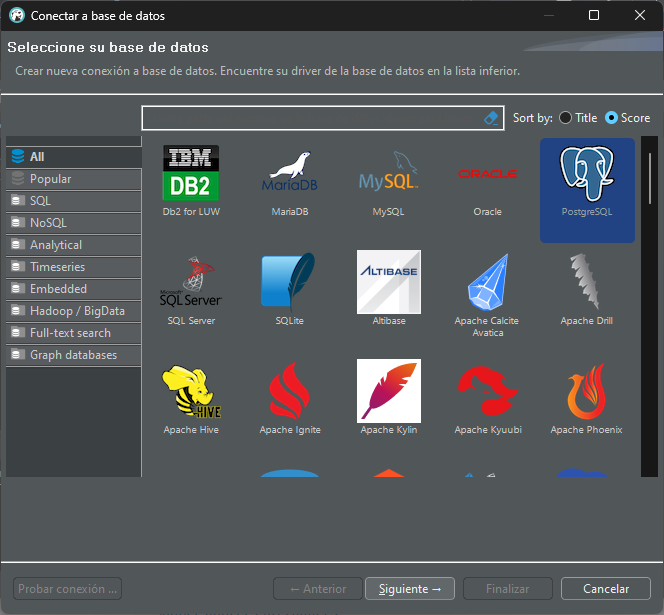 Conectar a base de datos
Seleccione su base de datos
Crear nueva conexión a base de datos. Encuentre su driver de la base de datos en la lista inferior.
Sort by: Title Score
All
Popular
SQL
NoSQL
Analytical
Timeseries
Embedded
Hadoop / BigData
Full-text search
Graph databases
IBM
DB2
Db2 for LUW
MariaDB
MariaDB
MySQL
MySQL
ORACLE
Oracle
PostgreSQL
Microsoft
SQL Server
SQL Server
SQLite
ALTIBASE
Altibase
Apache Calcite
Avatica
Apache Drill
HIVE
Apache Hive
Apache Ignite
Apache Kylin
Apache Kyuubi
Apache Phoenix
Probar conexión ...
← Anterior
Siguiente →
Finalizar
Cancelar